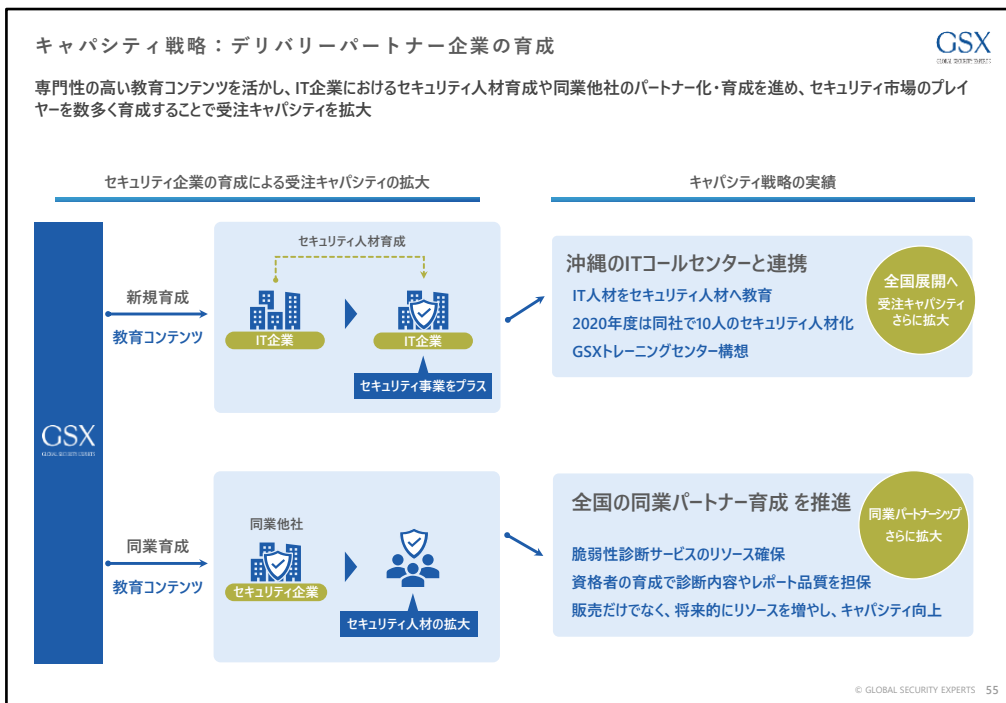 キャパシティ戦略：デリバリーパートナー企業の育成
GSX
GLOBAL SECURITY EXPERTS
専門性の高い教育コンテンツを活かし、IT企業におけるセキュリティ人材育成や同業他社のパートナー化・育成を進め、セキュリティ市場のプレイ
ヤーを数多く育成することで受注キャパシティを拡大
セキュリティ企業の育成による受注キャパシティの拡大
キャパシティ戦略の実績
GSX
GLOBAL SECURITY EXPERTS
新規育成
教育コンテンツ
セキュリティ人材育成
IT企業
IT企業
セキュリティ事業をプラス
沖縄のITコールセンターと連携
IT人材をセキュリティ人材へ教育
2020年度は同社で10人のセキュリティ人材化
GSXトレーニングセンター構想
全国展開へ
受注キャパシティ
さらに拡大
同業育成
教育コンテンツ
同業他社
セキュリティ企業
セキュリティ人材の拡大
全国の同業パートナー育成 を推進
脆弱性診断サービスのリソース確保
資格者の育成で診断内容やレポート品質を担保
販売だけでなく、将来的にリソースを増やし、キャパシティ向上
同業パートナーシップ
さらに拡大
© GLOBAL SECURITY EXPERTS 55